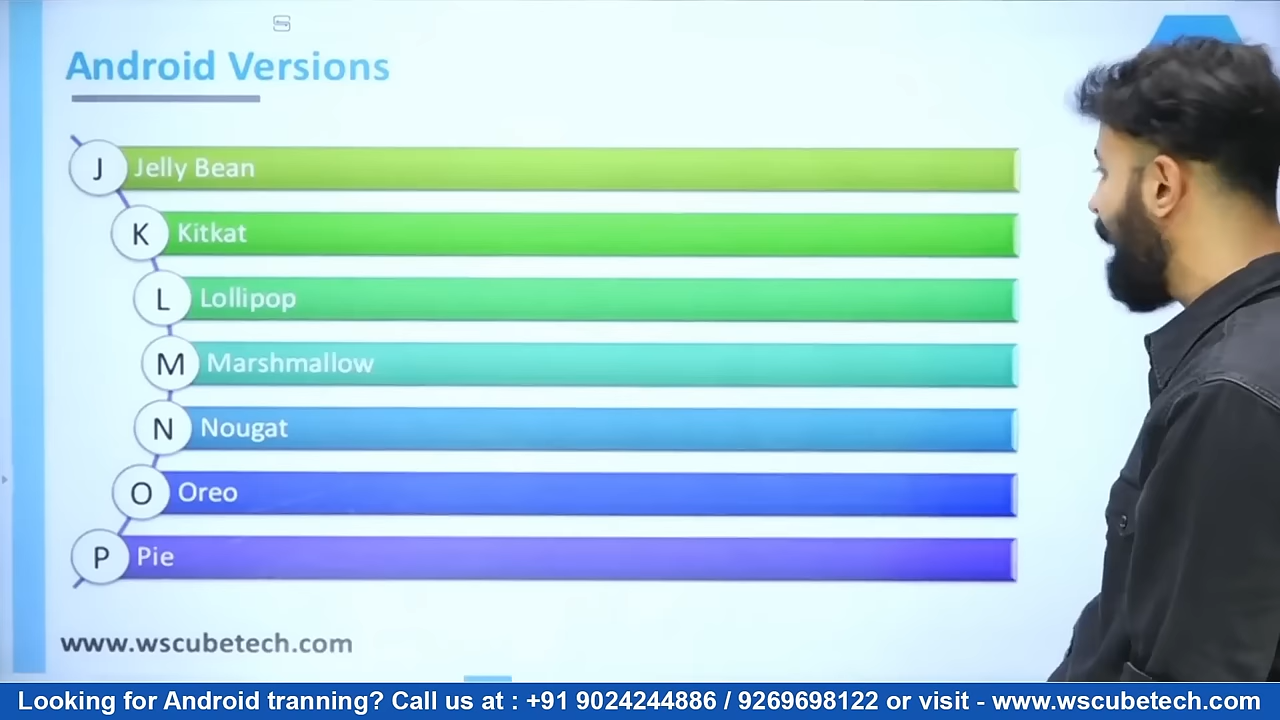 Android Versions
J Jelly Bean
K Kitkat
L Lollipop
M Marshmallow
N Nougat
O Oreo
P Pie
www.wscubetech.com
Looking for Android tranning? Call us at : +91 9024244886 / 9269698122 or visit - www.wscubetech.com